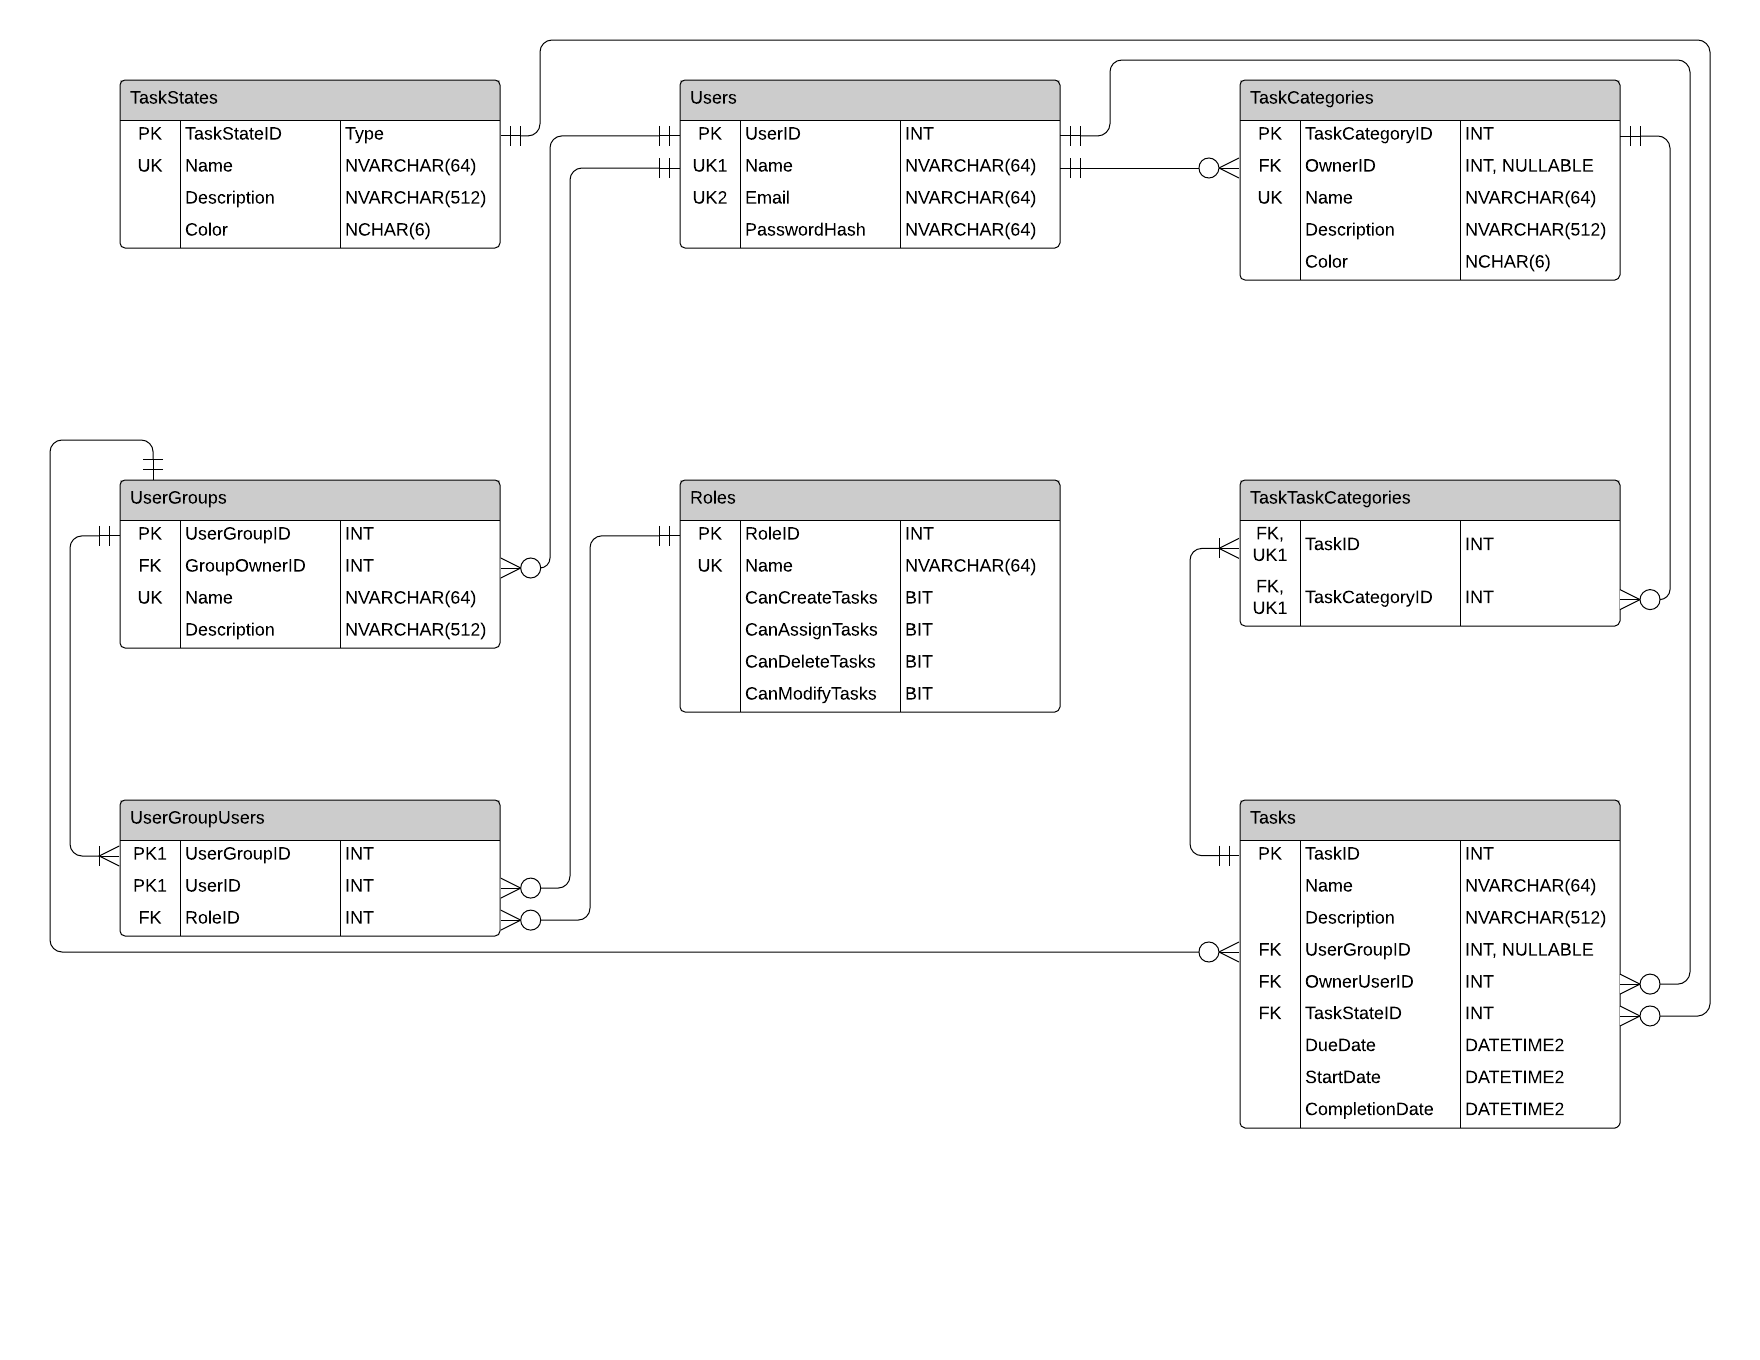 TaskStates
PK TaskStateID Type
UK Name NVARCHAR(64)
Description NVARCHAR(512)
Color NCHAR(6)
Users
PK UserID INT
UK1 Name NVARCHAR(64)
UK2 Email NVARCHAR(64)
PasswordHash NVARCHAR(64)
TaskCategories
PK TaskCategoryID INT
FK OwnerID INT, NULLABLE
UK Name NVARCHAR(64)
Description NVARCHAR(512)
Color NCHAR(6)
UserGroups
PK UserGroupID INT
FK GroupOwnerID INT
UK Name NVARCHAR(64)
Description NVARCHAR(512)
Roles
PK RoleID INT
UK Name NVARCHAR(64)
CanCreateTasks BIT
CanAssignTasks BIT
CanDeleteTasks BIT
CanModifyTasks BIT
TaskTaskCategories
FK,
UK1 TaskID INT
FK,
UK1 TaskCategoryID INT
UserGroupUsers
PK1 UserGroupID INT
PK1 UserID INT
FK RoleID INT
Tasks
PK TaskID INT
Name NVARCHAR(64)
Description NVARCHAR(512)
FK UserGroupID INT, NULLABLE
FK OwnerUserID INT
FK TaskStateID INT
DueDate DATETIME2
StartDate DATETIME2
CompletionDate DATETIME2